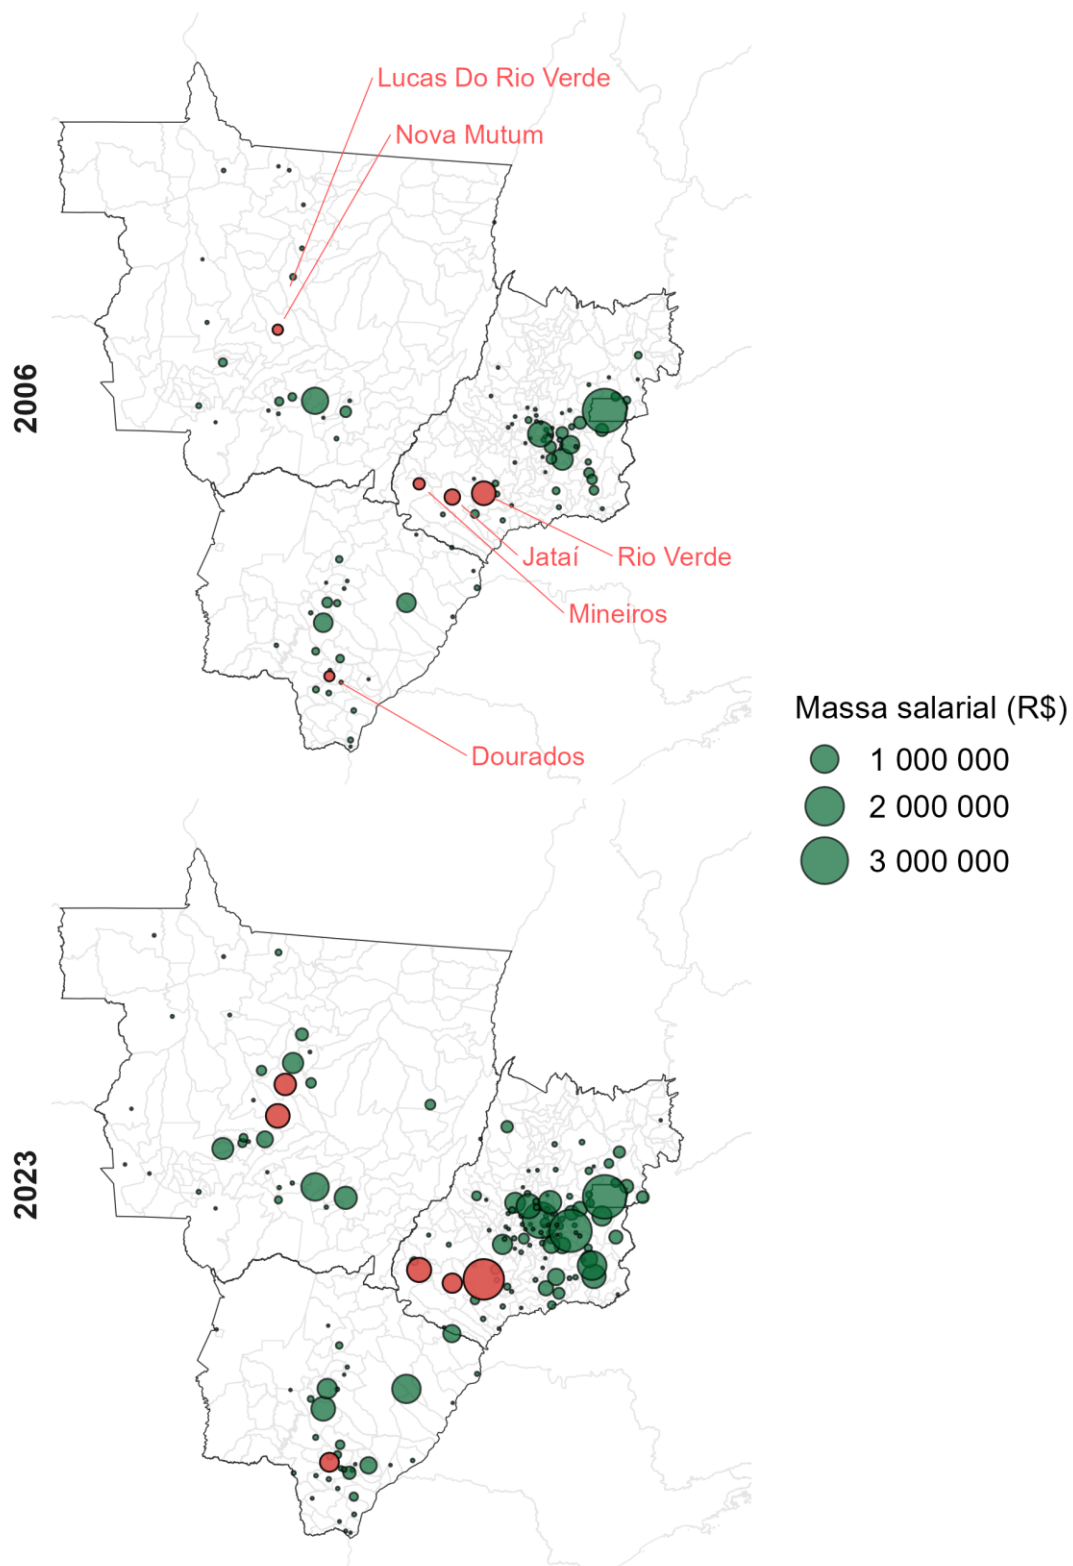 Lucas Do Rio Verde
Nova Mutum
2006
Jataí
Rio Verde
Mineiros
Dourados
Massa salarial (R$)
1 000 000
2 000 000
3 000 000
2023